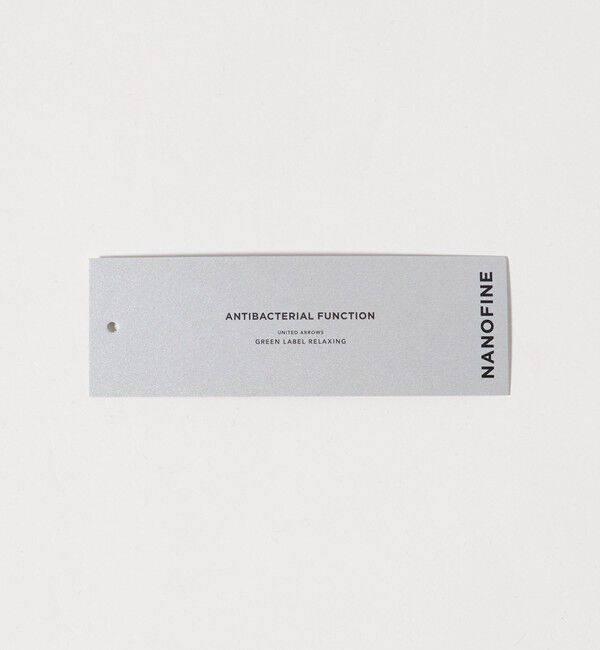 ANTIBACTERIAL FUNCTION
UNITED ARROWS
GREEN LABEL RELAXING
NANOFINE